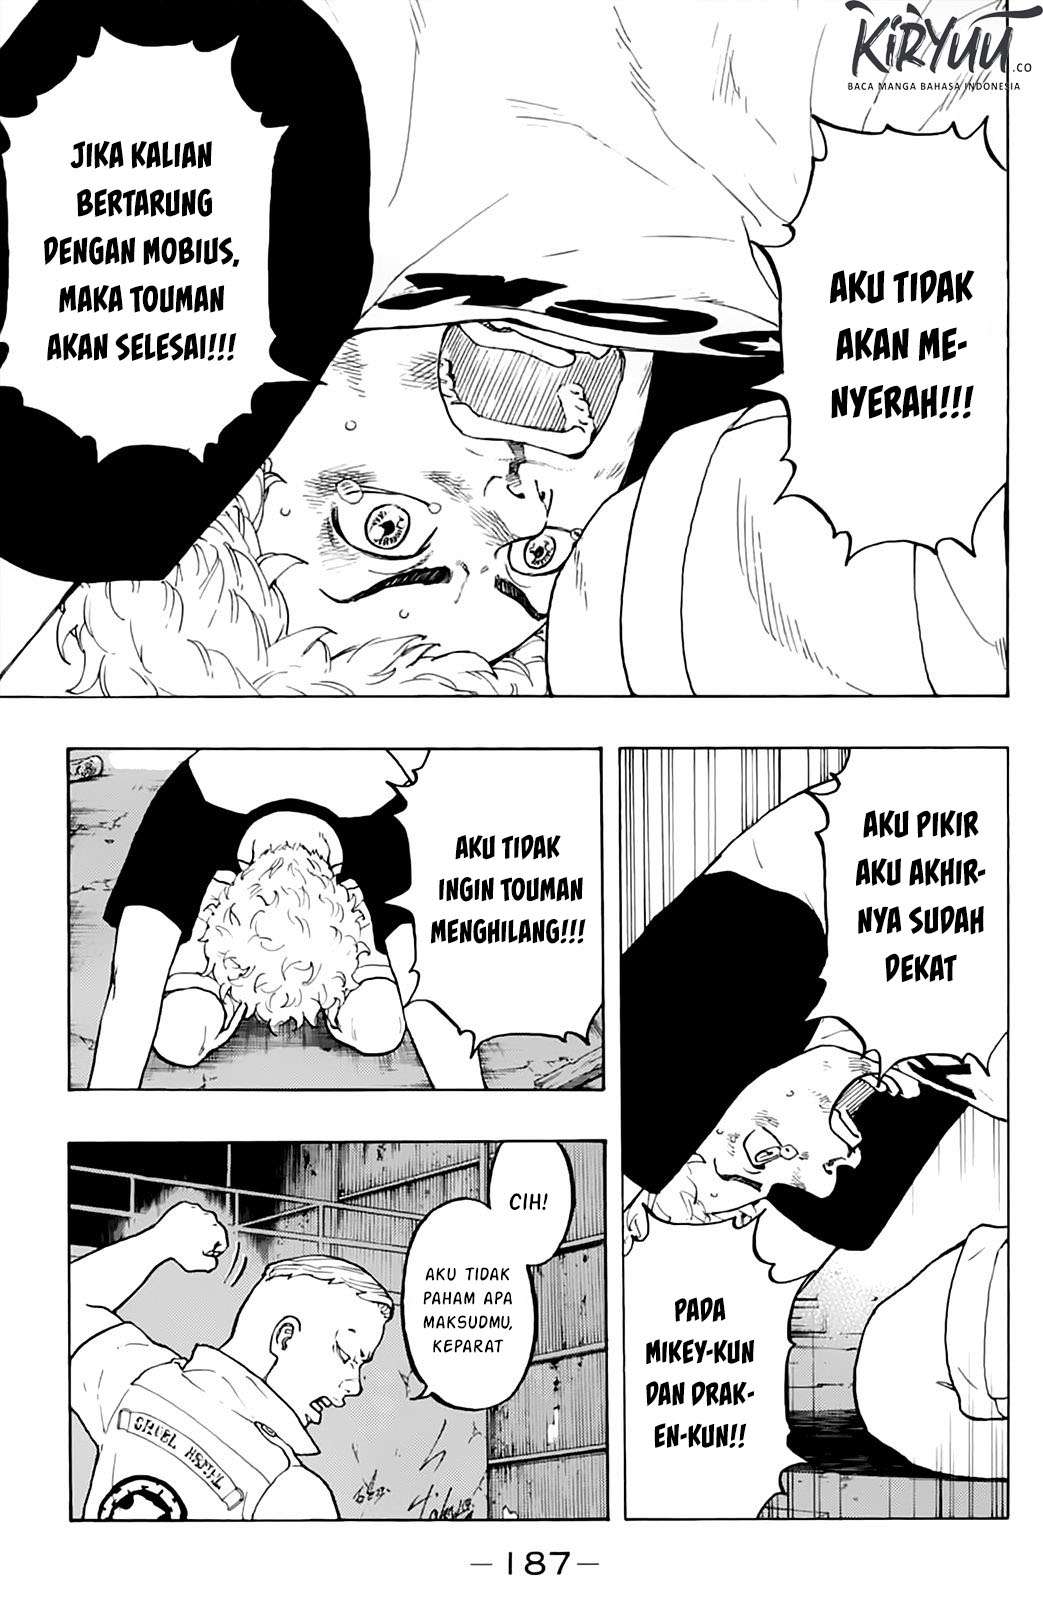 KIRYUU.CO
BACA MANGA BAHASA INDONESIA
AKU TIDAK
AKAN ME-
NYERAH!!!
JIKA KALIAN
BERTARUNG
DENGAN MOBIUS,
MAKA TOUMAN
AKAN SELESAI!!!
AKU PIKIR
AKU AKHIR-
NYA SUDAH
DEKAT
PADA
MIKEY-KUN
DAN DRAK-
EN-KUN!!
AKU TIDAK
INGIN TOUMAN
MENGHILANG!!!
CIH!
AKU TIDAK
PAHAM APA
MAKSUDMU,
KEPARAT
—187—